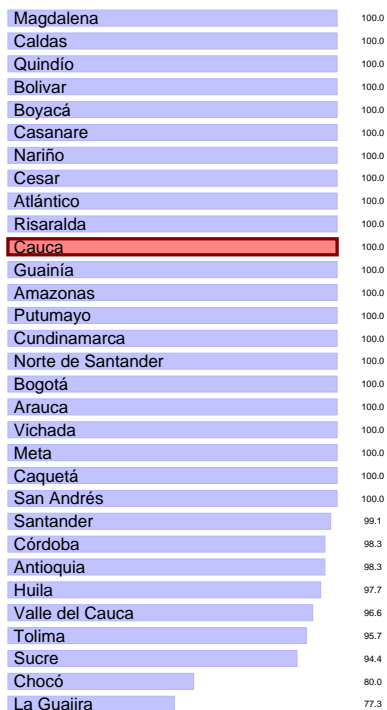 Magdalena 100.0
Caldas 100.0
Quindío 100.0
Bolivar 100.0
Boyacá 100.0
Casanare 100.0
Nariño 100.0
Cesar 100.0
Atlántico 100.0
Risaralda 100.0
Cauca 100.0
Guainía 100.0
Amazonas 100.0
Putumayo 100.0
Cundinamarca 100.0
Norte de Santander 100.0
Bogotá 100.0
Arauca 100.0
Vichada 100.0
Meta 100.0
Caquetá 100.0
San Andrés 100.0
Santander 99.1
Córdoba 98.3
Antioquia 98.3
Huila 97.7
Valle del Cauca 96.6
Tolima 95.7
Sucre 94.4
Chocó 80.0
La Guajira 77.3